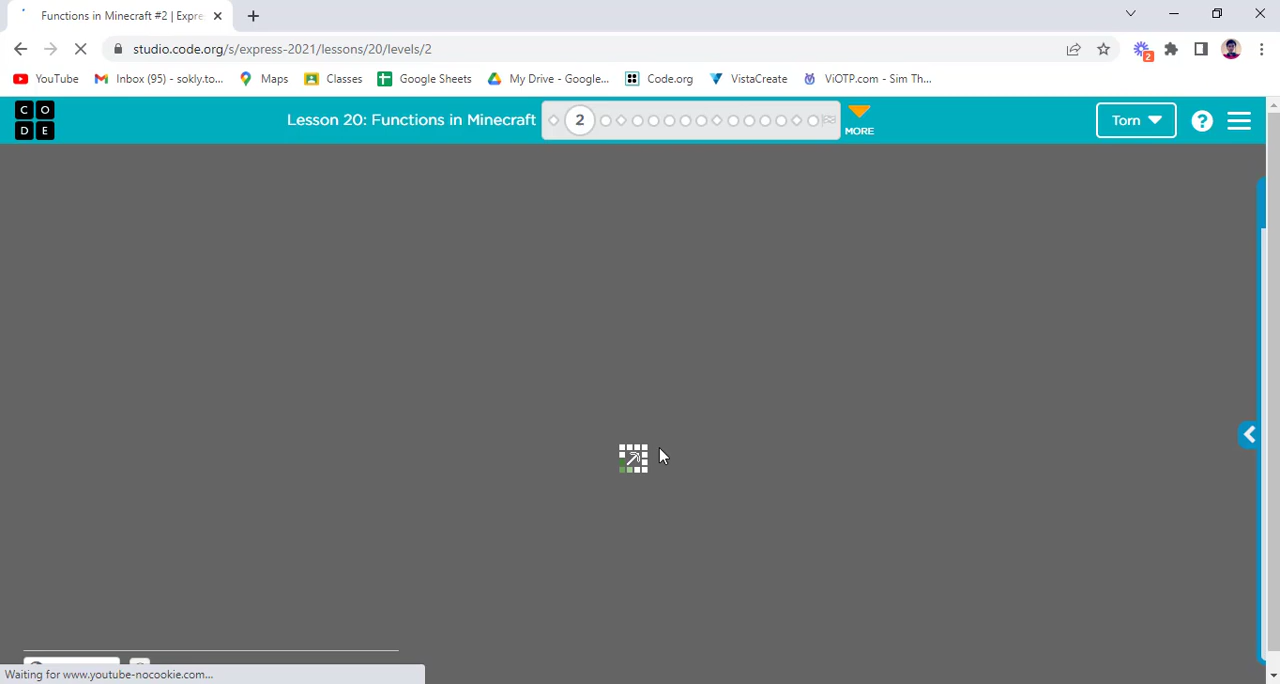 Functions in Minecraft #2 | Expre
studio.code.org/s/express-2021/lessons/20/levels/2
2
YouTube
Inbox (95) - sokly.to...
Maps
Classes
Google Sheets
My Drive - Google...
Code.org
VistaCreate
ViOTP.com - Sim Th...
C O
D E
Lesson 20: Functions in Minecraft
2
MORE
Torn
?
Waiting for www.youtube-nocookie.com...